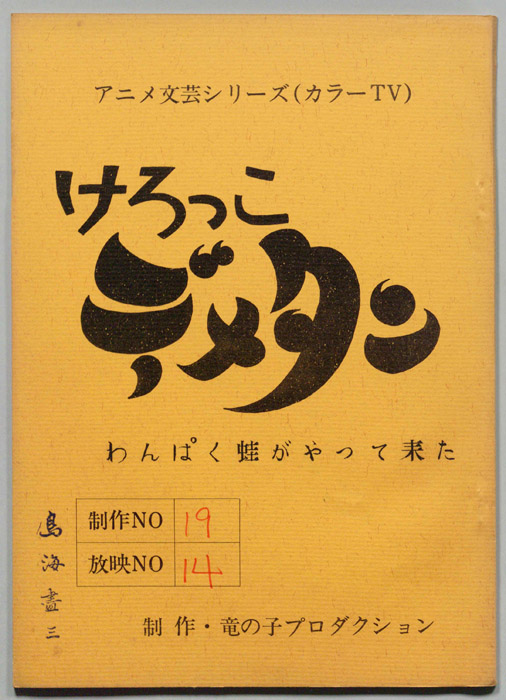 アニメ文芸シリーズ(カラーTV)
けろっこ
デメタン
わんぱく蛙がやって来た
制作NO 19
放映NO 14
鳥海盡三
制作・竜の子プロダクション